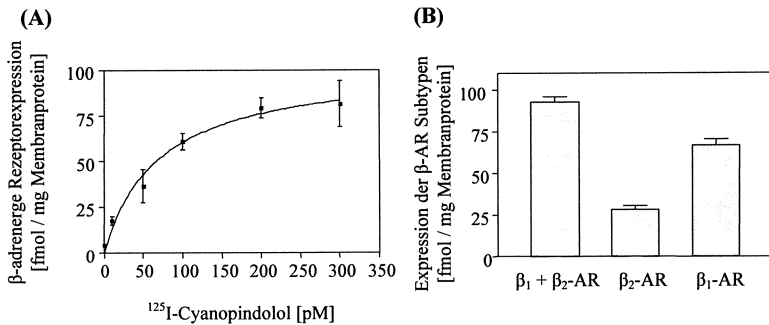 (A)
β-adrenerge Rezeptorexpression
[fmol / mg Membranprotein]
100
75
50
25
0
0 50 100 150 200 250 300 350
¹²⁵I-Cyanopindolol [pM]
(B)
Expression der β-AR Subtypen
[fmol / mg Membranprotein]
100
75
50
25
0
β₁ + β₂-AR β₂-AR β₁-AR